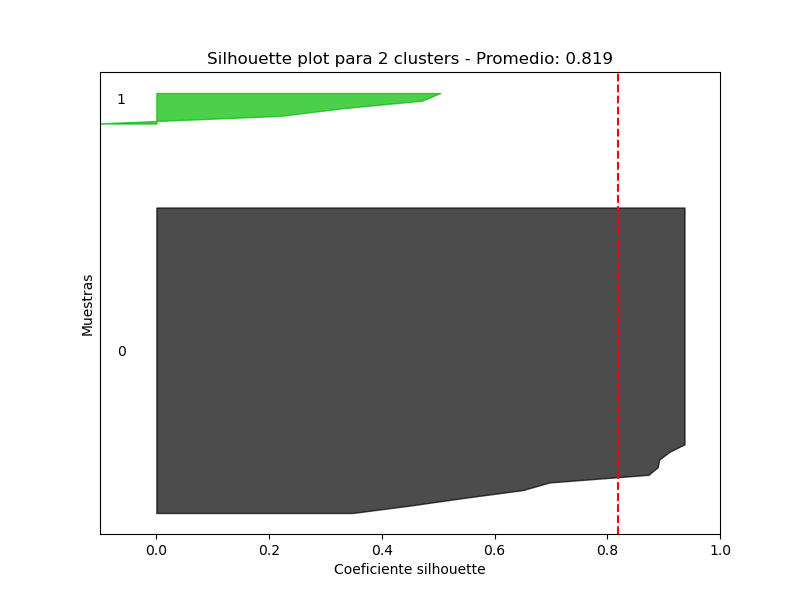 Silhouette plot para 2 clusters - Promedio: 0.819
1
0
Muestras
0.0 0.2 0.4 0.6 0.8 1.0
Coeficiente silhouette